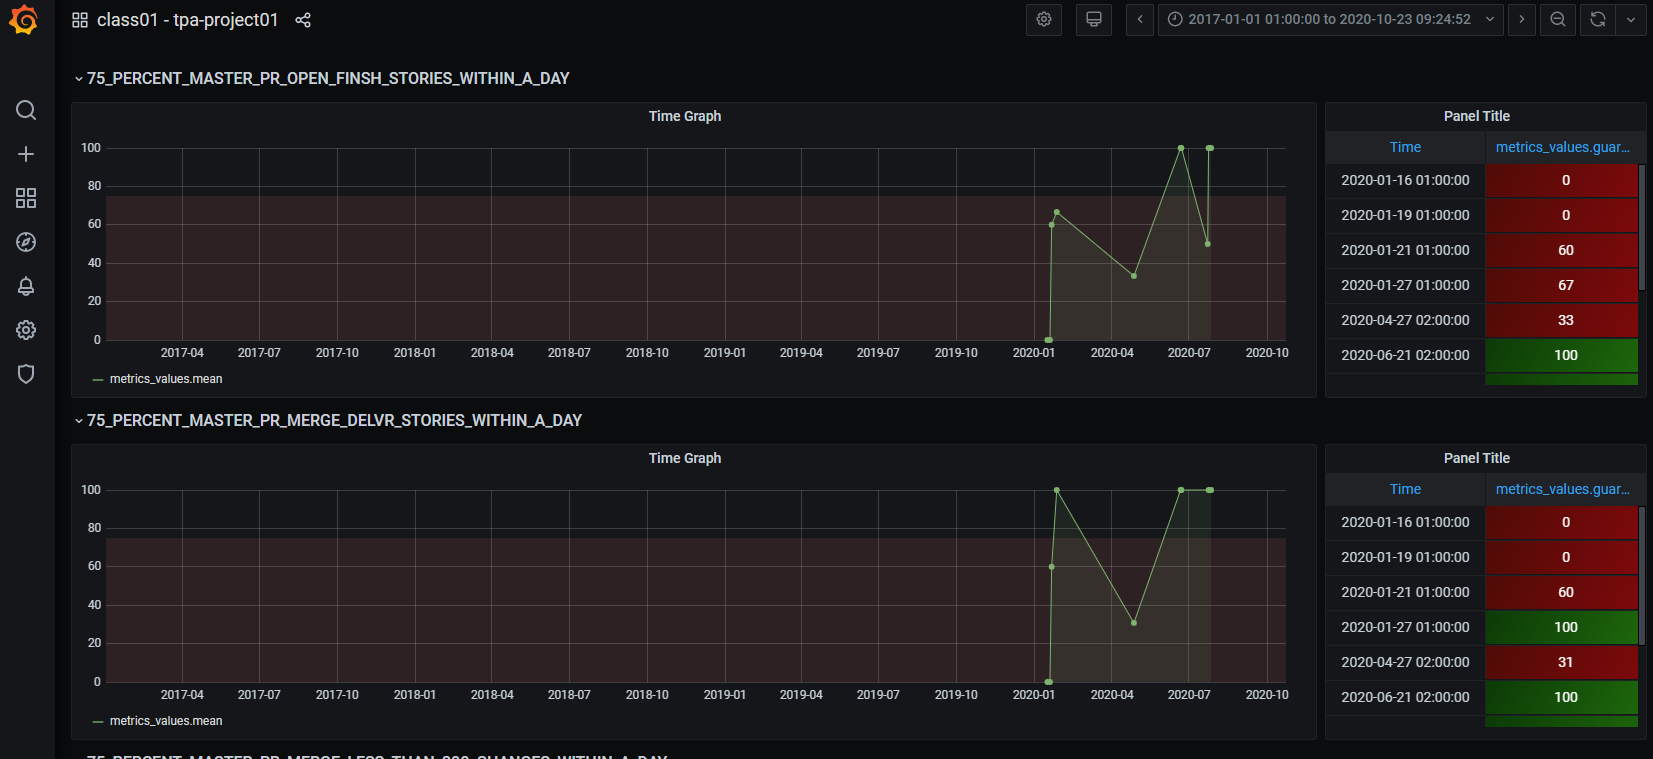 class01 - tpa-project01
2017-01-01 01:00:00 to 2020-10-23 09:24:52
75_PERCENT_MASTER_PR_OPEN_FINSH_STORIES_WITHIN_A_DAY
Time Graph
100
80
60
40
20
0
2017-04 2017-07 2017-10 2018-01 2018-04 2018-07 2018-10 2019-01 2019-04 2019-07 2019-10 2020-01 2020-04 2020-07 2020-10
metrics_values.mean
Panel Title
Time metrics_values.guar...
2020-01-16 01:00:00 0
2020-01-19 01:00:00 0
2020-01-21 01:00:00 60
2020-01-27 01:00:00 67
2020-04-27 02:00:00 33
2020-06-21 02:00:00 100
75_PERCENT_MASTER_PR_MERGE_DELVR_STORIES_WITHIN_A_DAY
Time Graph
100
80
60
40
20
0
2017-04 2017-07 2017-10 2018-01 2018-04 2018-07 2018-10 2019-01 2019-04 2019-07 2019-10 2020-01 2020-04 2020-07 2020-10
metrics_values.mean
Panel Title
Time metrics_values.guar...
2020-01-16 01:00:00 0
2020-01-19 01:00:00 0
2020-01-21 01:00:00 60
2020-01-27 01:00:00 100
2020-04-27 02:00:00 31
2020-06-21 02:00:00 100